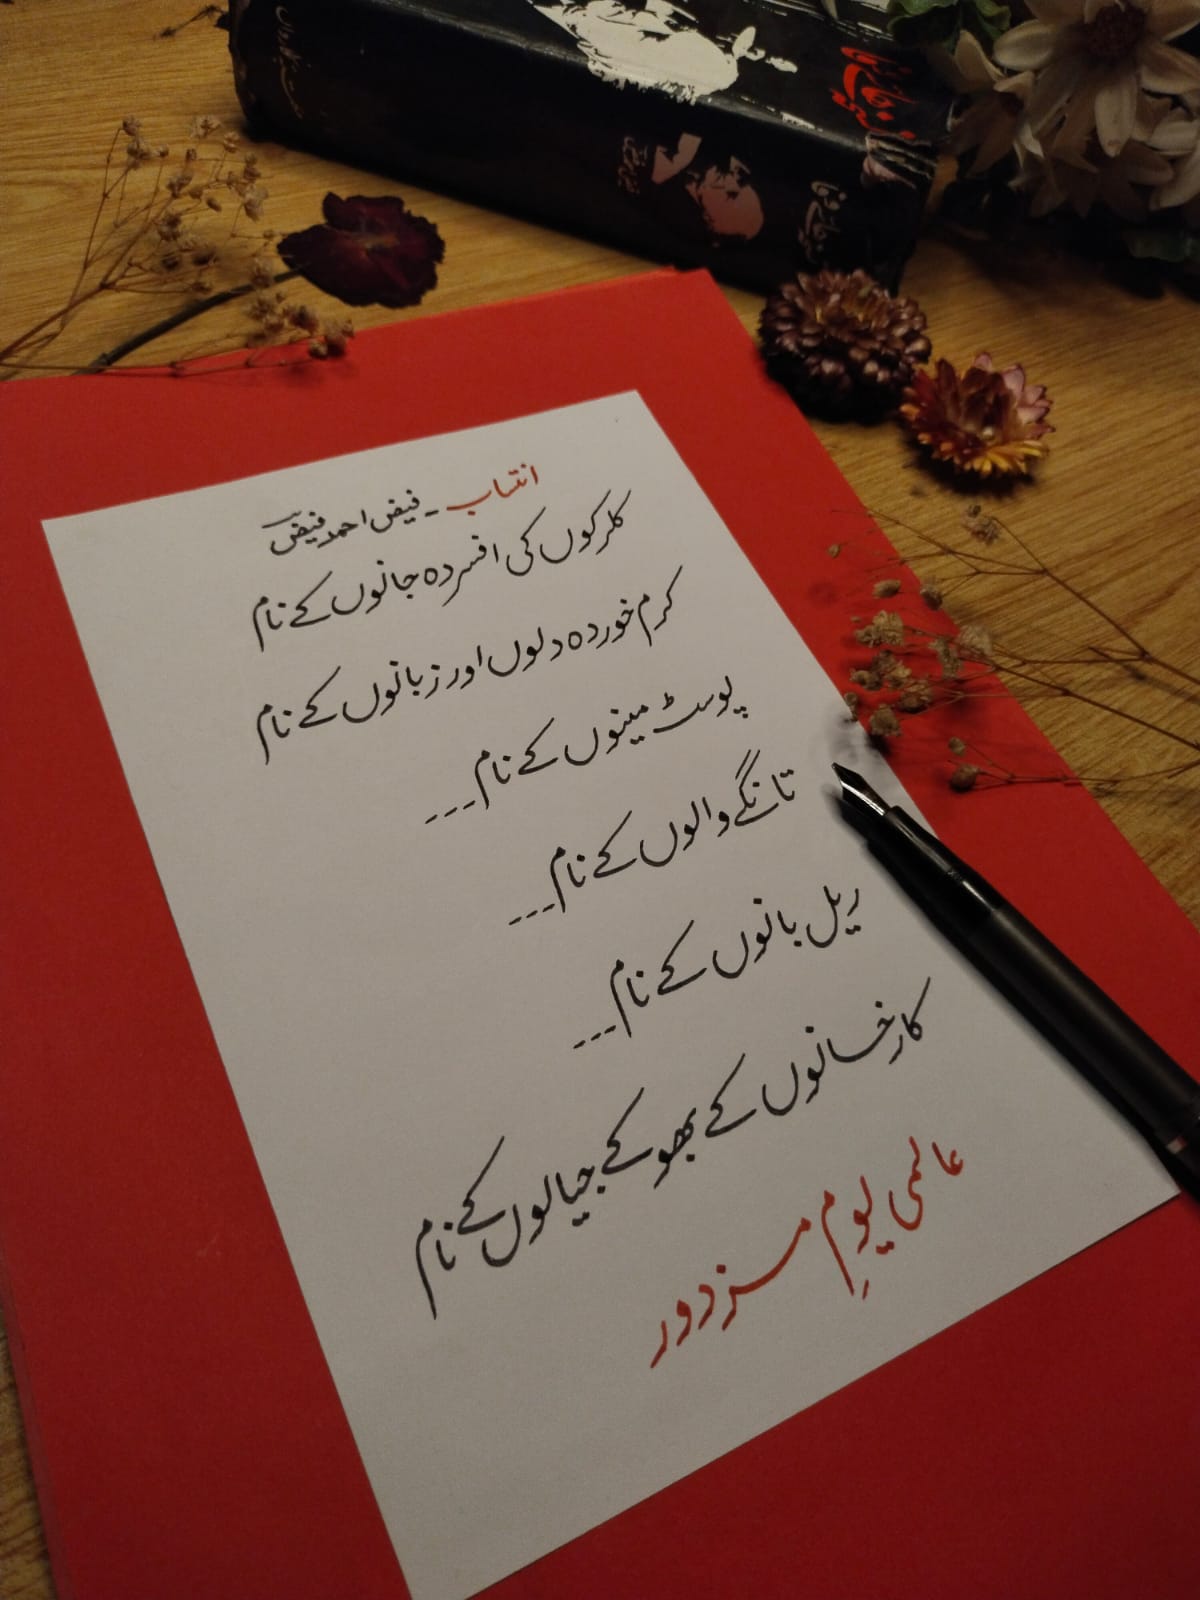 انتساب - فیض احمد فیضؔ
کلرکوں کی افسردہ جانوں کے نام
کرم خوردہ دلوں اور زبانوں کے نام
پوسٹ مینوں کے نام ---
تانگے والوں کے نام ---
ریل بانوں کے نام ---
کارخانوں کے بھوکے جیالوں کے نام
عالمی یومِ مزدور